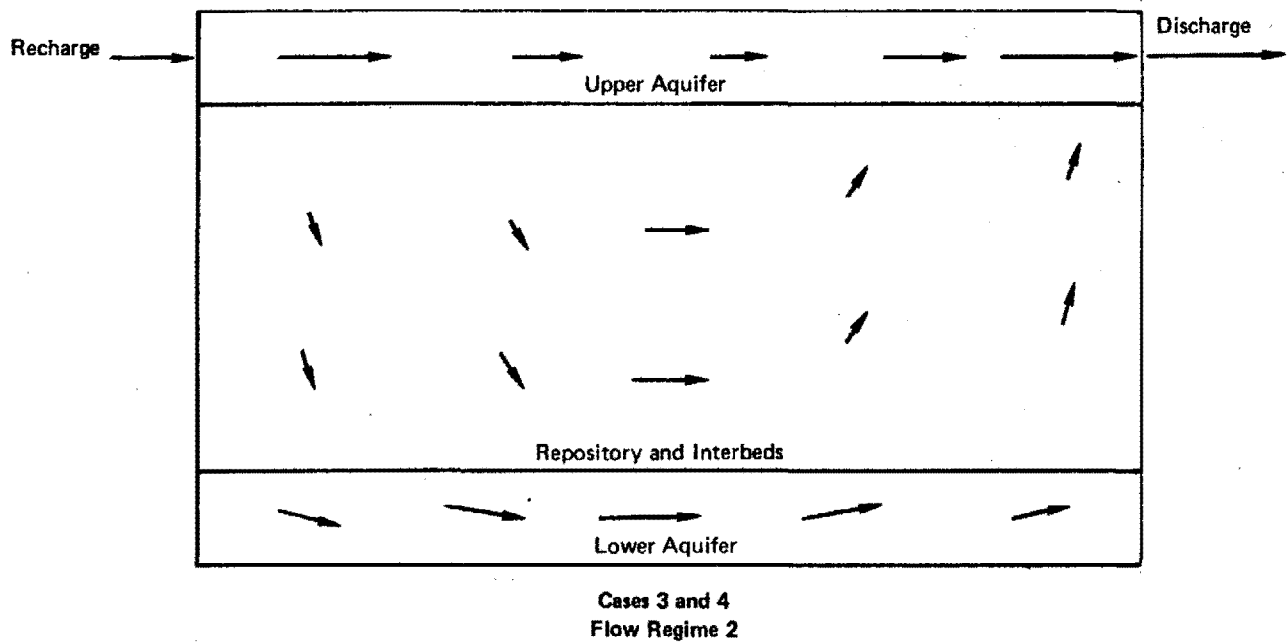 Recharge
Discharge
Upper Aquifer
Repository and Interbeds
Lower Aquifer
Cases 3 and 4
Flow Regime 2